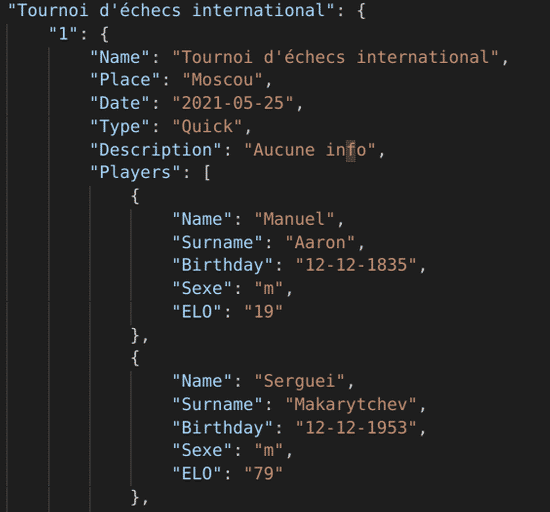 "Tournoi d'échecs international": {
"1": {
"Name": "Tournoi d'échecs international",
"Place": "Moscou",
"Date": "2021-05-25",
"Type": "Quick",
"Description": "Aucune info",
"Players": [
{
"Name": "Manuel",
"Surname": "Aaron",
"Birthday": "12-12-1835",
"Sexe": "m",
"ELO": "19"
},
{
"Name": "Serguei",
"Surname": "Makarytchev",
"Birthday": "12-12-1953",
"Sexe": "m",
"ELO": "79"
},